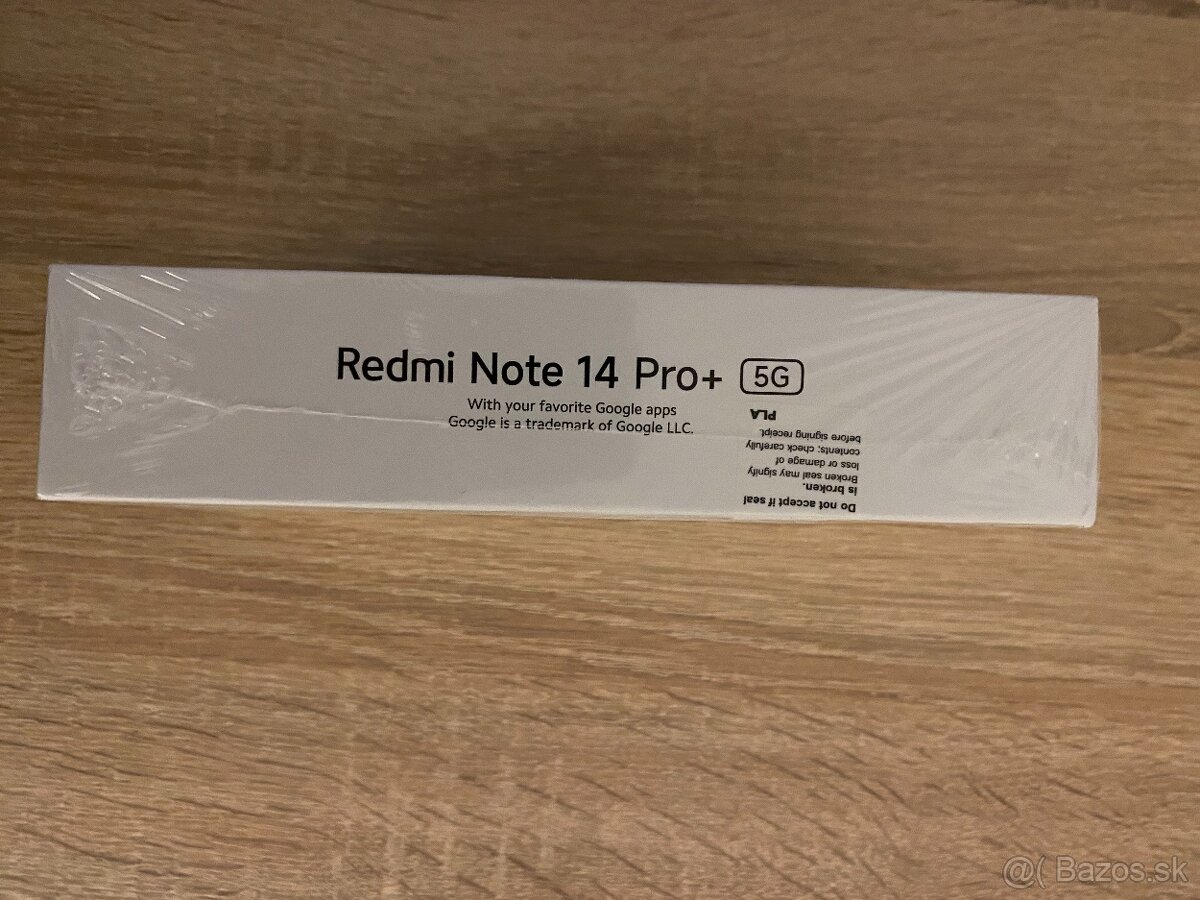 Redmi Note 14 Pro+ 5G
With your favorite Google apps
Google is a trademark of Google LLC.
Do not accept if seal
is broken.
Broken seal may signify
loss or damage of
contents; check carefully
before signing receipt.
PLA
@( Bazos.sk